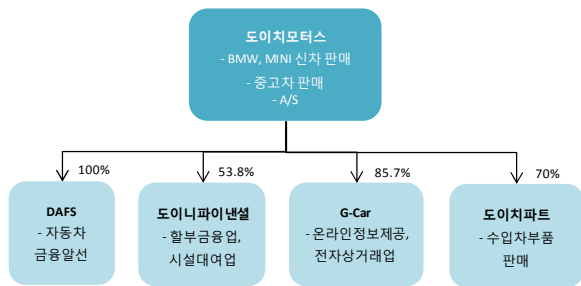 도이치모터스
- BMW, MINI 신차 판매
- 중고차 판매
- A/S
100%
53.8%
85.7%
70%
DAFS
- 자동차
금융알선
도이니파이낸셜
- 할부금융업,
시설대여업
G-Car
- 온라인정보제공,
전자상거래업
도이치파트
- 수입차부품
판매